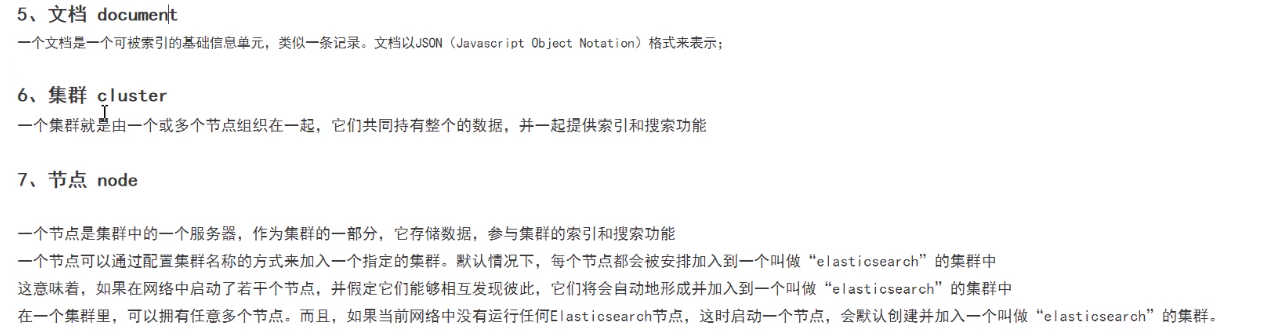 5、文档 document
一个文档是一个可被索引的基础信息单元，类似一条记录。文档以JSON（Javascript Object Notation）格式来表示；
6、集群 cluster
一个集群就是由一个或多个节点组织在一起，它们共同持有整个的数据，并一起提供索引和搜索功能
7、节点 node
一个节点是集群中的一个服务器，作为集群的一部分，它存储数据，参与集群的索引和搜索功能
一个节点可以通过配置集群名称的方式来加入一个指定的集群。默认情况下，每个节点都会被安排加入到一个叫做“elasticsearch”的集群中
这意味着，如果在网络中启动了若干个节点，并假定它们能够相互发现彼此，它们将会自动地形成并加入到一个叫做“elasticsearch”的集群中
在一个集群里，可以拥有任意多个节点。而且，如果当前网络中没有运行任何Elasticsearch节点，这时启动一个节点，会默认创建并加入一个叫做“elasticsearch”的集群。